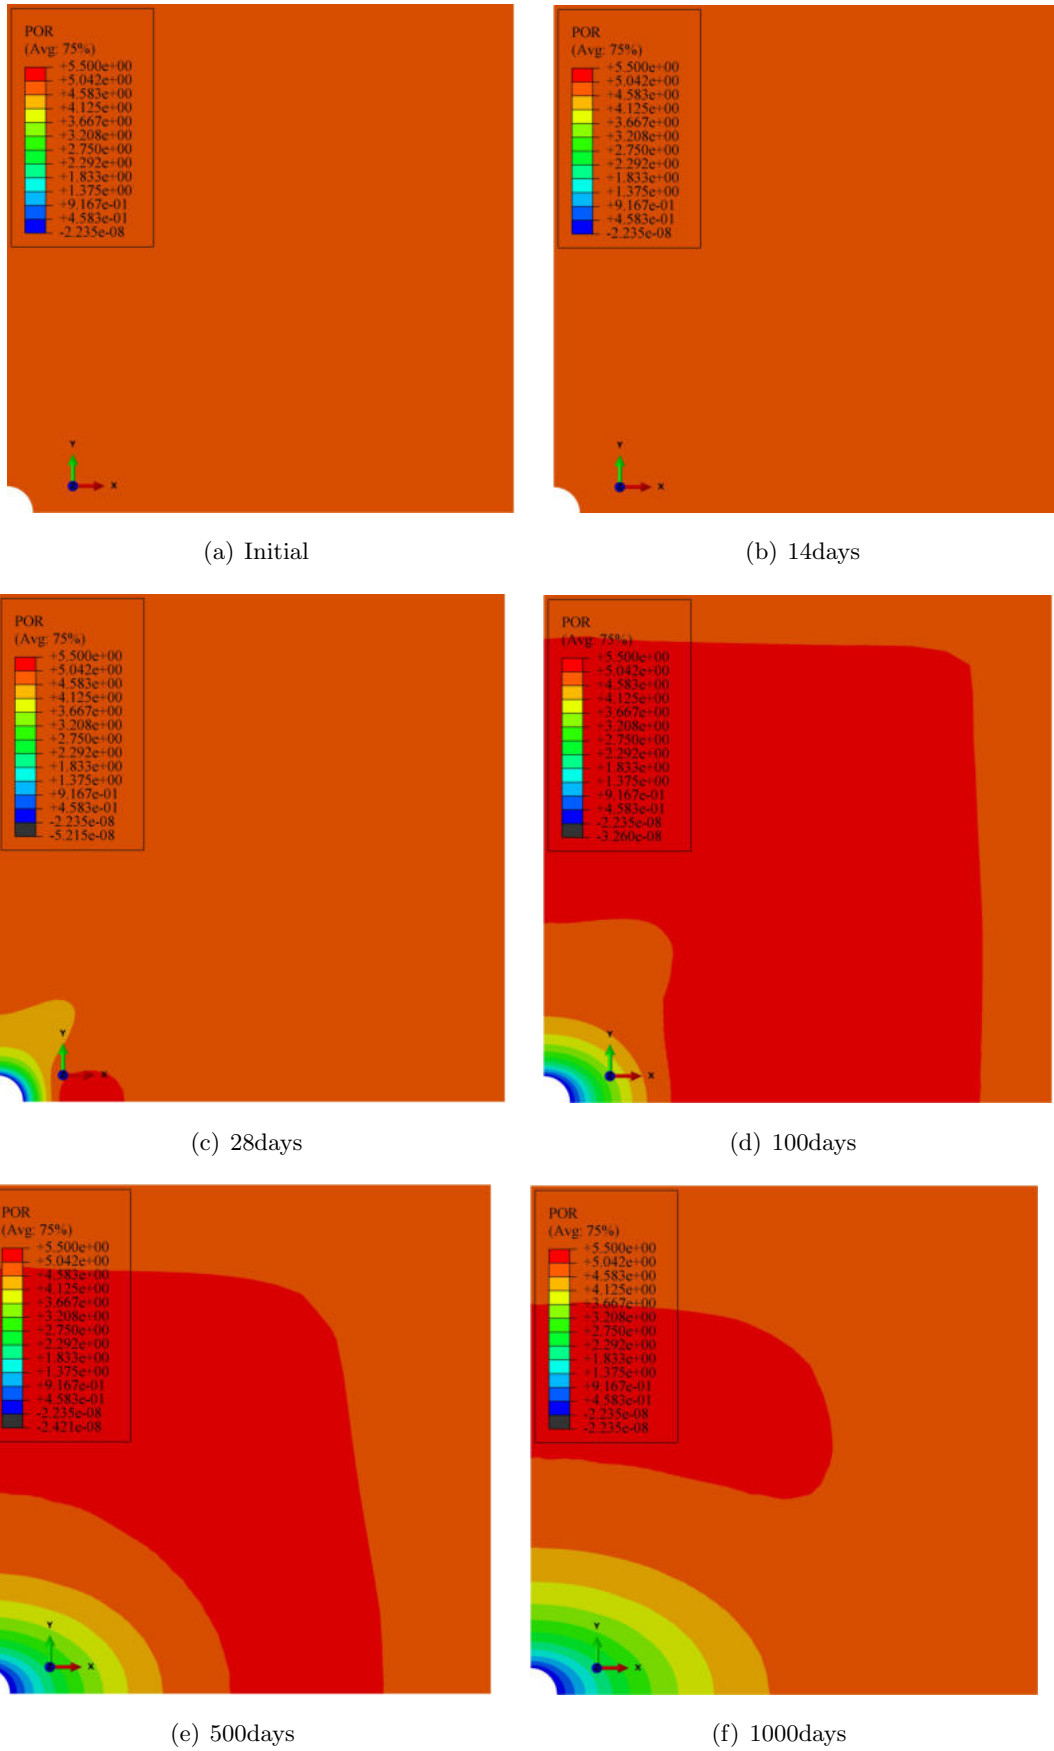 POR
(Avg: 75%)
+5.500e+00
+5.042e+00
+4.583e+00
+4.125e+00
+3.667e+00
+3.208e+00
+2.750e+00
+2.292e+00
+1.833e+00
+1.375e+00
+9.167e-01
+4.583e-01
-2.235e-08
Y
X
(a) Initial
POR
(Avg: 75%)
+5.500e+00
+5.042e+00
+4.583e+00
+4.125e+00
+3.667e+00
+3.208e+00
+2.750e+00
+2.292e+00
+1.833e+00
+1.375e+00
+9.167e-01
+4.583e-01
-2.235e-08
Y
X
(b) 14days
POR
(Avg: 75%)
+5.500e+00
+5.042e+00
+4.583e+00
+4.125e+00
+3.667e+00
+3.208e+00
+2.750e+00
+2.292e+00
+1.833e+00
+1.375e+00
+9.167e-01
+4.583e-01
-2.235e-08
-5.215e-08
Y
X
(c) 28days
POR
(Avg: 75%)
+5.500e+00
+5.042e+00
+4.583e+00
+4.125e+00
+3.667e+00
+3.208e+00
+2.750e+00
+2.292e+00
+1.833e+00
+1.375e+00
+9.167e-01
+4.583e-01
-2.235e-08
-3.260e-08
Y
X
(d) 100days
POR
(Avg: 75%)
+5.500e+00
+5.042e+00
+4.583e+00
+4.125e+00
+3.667e+00
+3.208e+00
+2.750e+00
+2.292e+00
+1.833e+00
+1.375e+00
+9.167e-01
+4.583e-01
-2.235e-08
-2.421e-08
Y
X
(e) 500days
POR
(Avg: 75%)
+5.500e+00
+5.042e+00
+4.583e+00
+4.125e+00
+3.667e+00
+3.208e+00
+2.750e+00
+2.292e+00
+1.833e+00
+1.375e+00
+9.167e-01
+4.583e-01
-2.235e-08
-2.235e-08
Y
X
(f) 1000days